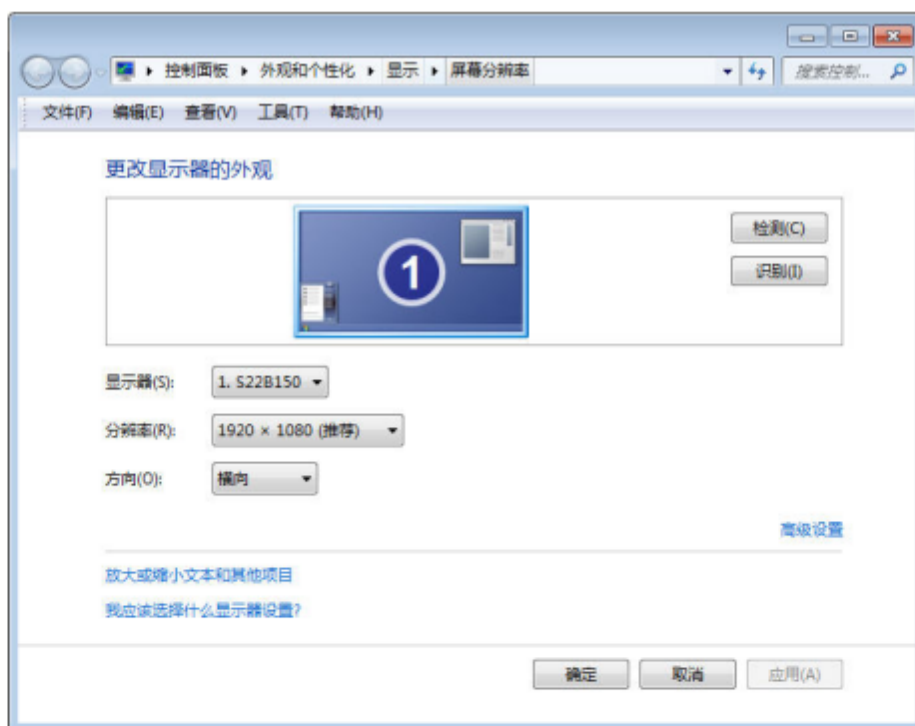 控制面板 ▸ 外观和个性化 ▸ 显示 ▸ 屏幕分辨率 搜索控制...
文件(F) 编辑(E) 查看(V) 工具(T) 帮助(H)
更改显示器的外观
1
检测(C)
识别(I)
显示器(S): 1. S22B150
分辨率(R): 1920 × 1080 (推荐)
方向(O): 横向
高级设置
放大或缩小文本和其他项目
我应该选择什么显示器设置?
确定 取消 应用(A)